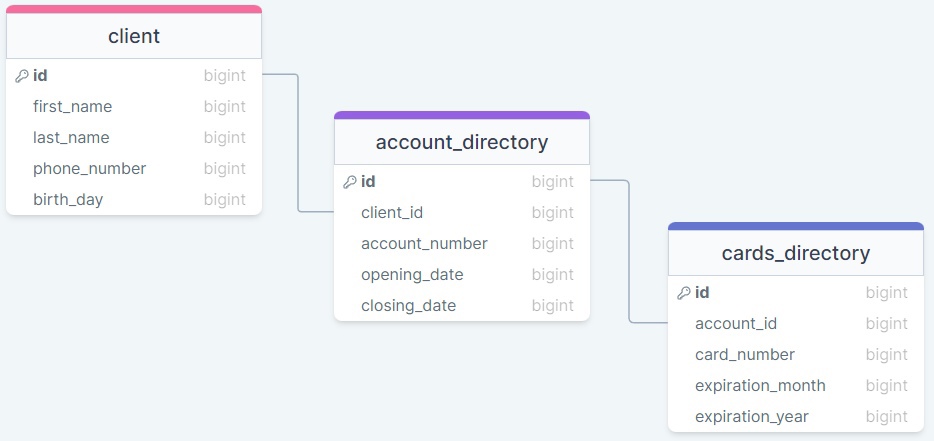 client
id bigint
first_name bigint
last_name bigint
phone_number bigint
birth_day bigint
account_directory
id bigint
client_id bigint
account_number bigint
opening_date bigint
closing_date bigint
cards_directory
id bigint
account_id bigint
card_number bigint
expiration_month bigint
expiration_year bigint